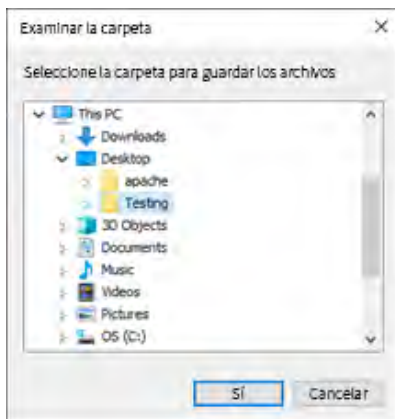 Examinar la carpeta
Seleccione la carpeta para guardar los archivos
This PC
Downloads
Desktop
apache
Testing
3D Objects
Documents
Music
Videos
Pictures
OS (C:)
Sí
Cancelar